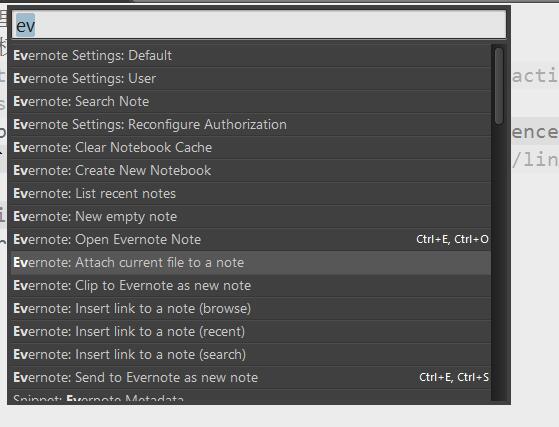 ev
Evernote Settings: Default
Evernote Settings: User
Evernote: Search Note
acti
Evernote Settings: Reconfigure Authorization
ence
Evernote: Clear Notebook Cache
/lin
Evernote: Create New Notebook
Evernote: List recent notes
Evernote: New empty note
Evernote: Open Evernote Note Ctrl+E, Ctrl+O
Evernote: Attach current file to a note
Evernote: Clip to Evernote as new note
Evernote: Insert link to a note (browse)
Evernote: Insert link to a note (recent)
Evernote: Insert link to a note (search)
Evernote: Send to Evernote as new note Ctrl+E, Ctrl+S
Snippet: Evernote Metadata